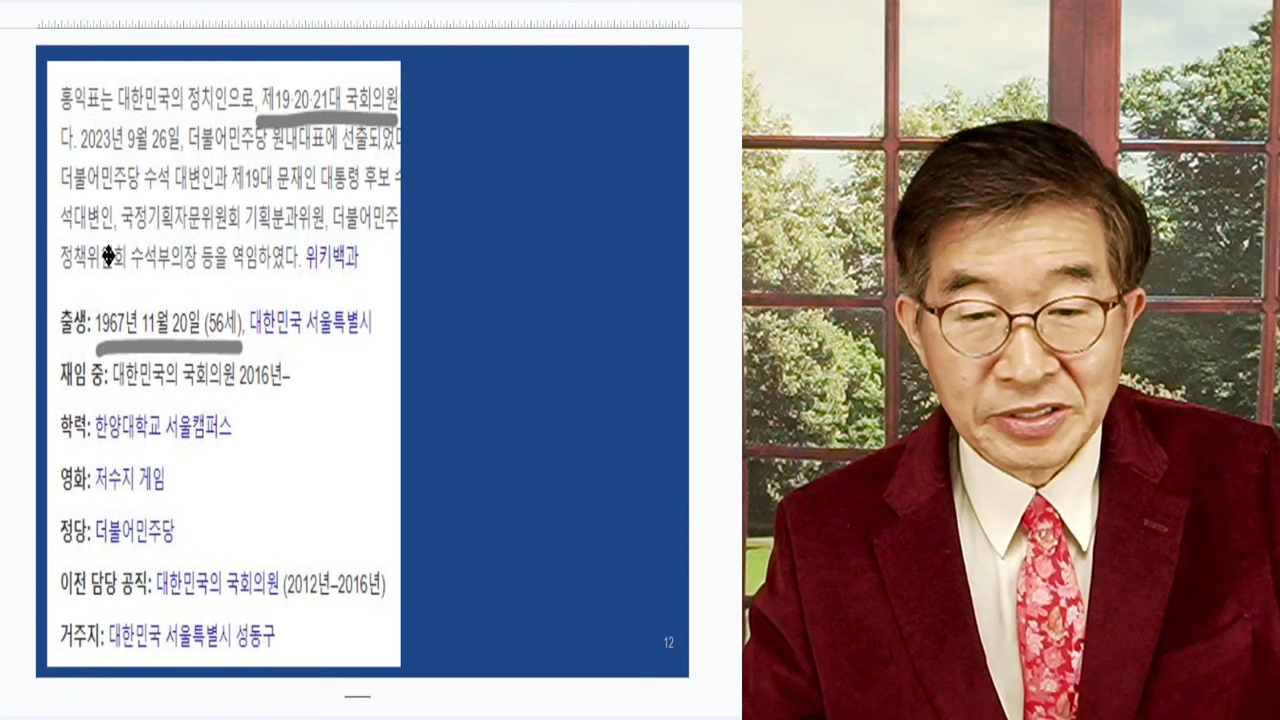 홍익표는 대한민국의 정치인으로, 제19·20·21대 국회의원
다. 2023년 9월 26일, 더불어민주당 원내대표에 선출되었다
더불어민주당 수석 대변인과 제19대 문재인 대통령 후보 수
석대변인, 국정기획자문위원회 기획분과위원, 더불어민주
정책위원회 수석부의장 등을 역임하였다. 위키백과
출생: 1967년 11월 20일 (56세), 대한민국 서울특별시
재임 중: 대한민국의 국회의원 2016년–
학력: 한양대학교 서울캠퍼스
영화: 저수지 게임
정당: 더불어민주당
이전 담당 공직: 대한민국의 국회의원 (2012년–2016년)
거주지: 대한민국 서울특별시 성동구
12